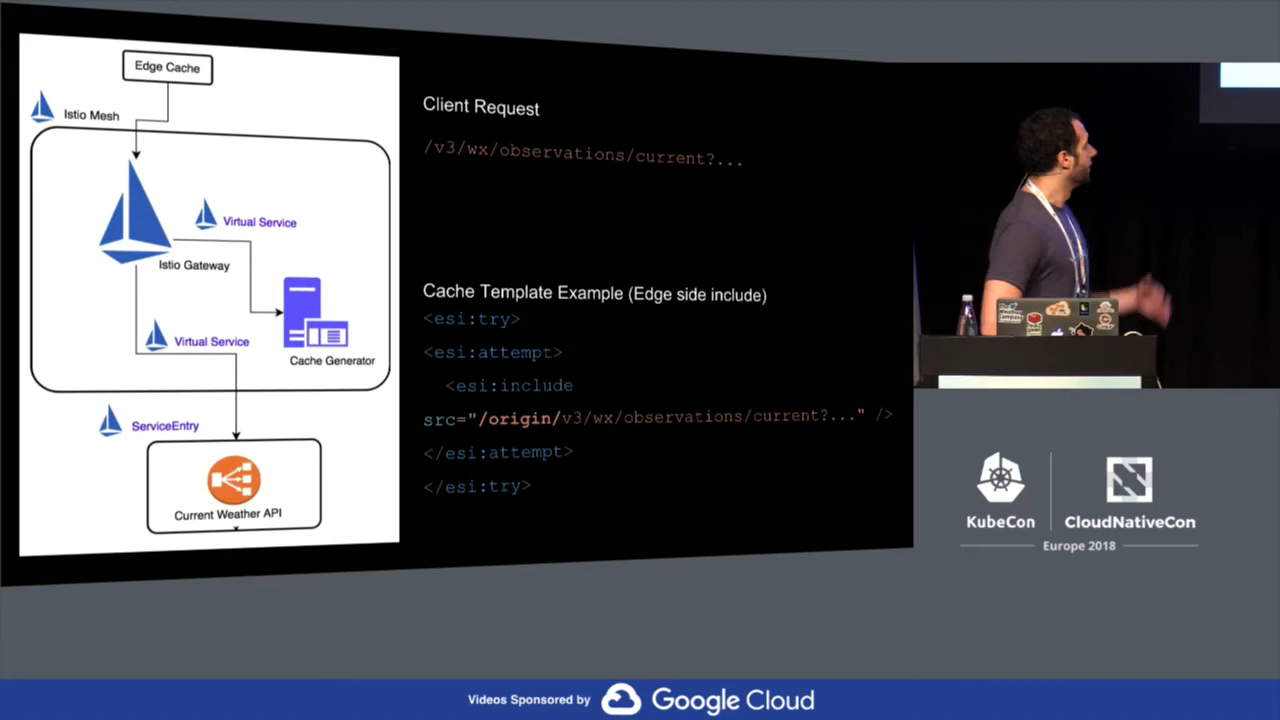 Edge Cache
Istio Mesh
Virtual Service
Istio Gateway
Virtual Service
Cache Generator
ServiceEntry
Current Weather API
Client Request
/v3/wx/observations/current?...
Cache Template Example (Edge side include)
<esi:try>
<esi:attempt>
<esi:include
src="/origin/v3/wx/observations/current?..." />
</esi:attempt>
</esi:try>
KubeCon
CloudNativeCon
Europe 2018
Videos Sponsored by Google Cloud